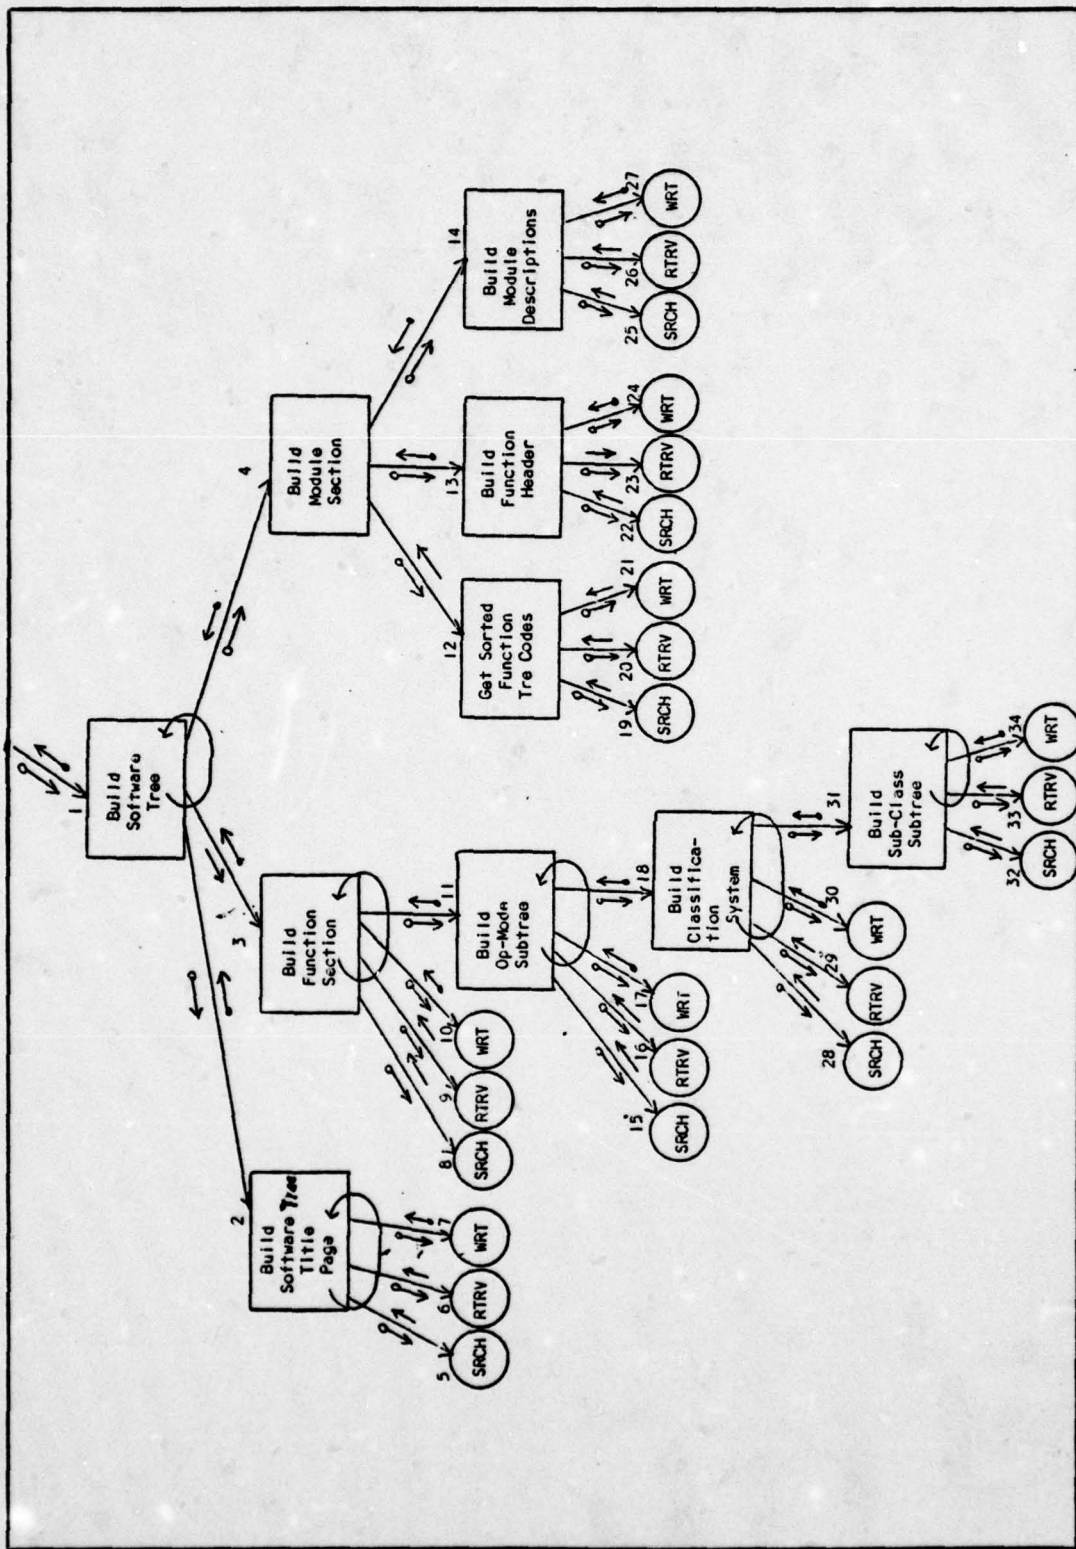 1
Build
Software
Tree
2
Build
Software Tree
Title
Page
3
Build
Function
Section
4
Build
Module
Section
5
SRCH
6
RTRV
7
WRT
8
SRCH
9
RTRV
10
WRT
11
Build
Op-Mode
Subtree
12
Get Sorted
Function
Tre Codes
13
Build
Function
Header
14
Build
Module
Descriptions
15
SRCH
16
RTRV
17
WRT
18
Build
Classifica-
tion
System
19
SRCH
20
RTRV
21
WRT
22
SRCH
23
RTRV
24
WRT
25
SRCH
26
RTRV
27
WRT
28
SRCH
29
RTRV
30
WRT
31
Build
Sub-Class
Subtree
32
SRCH
33
RTRV
34
WRT